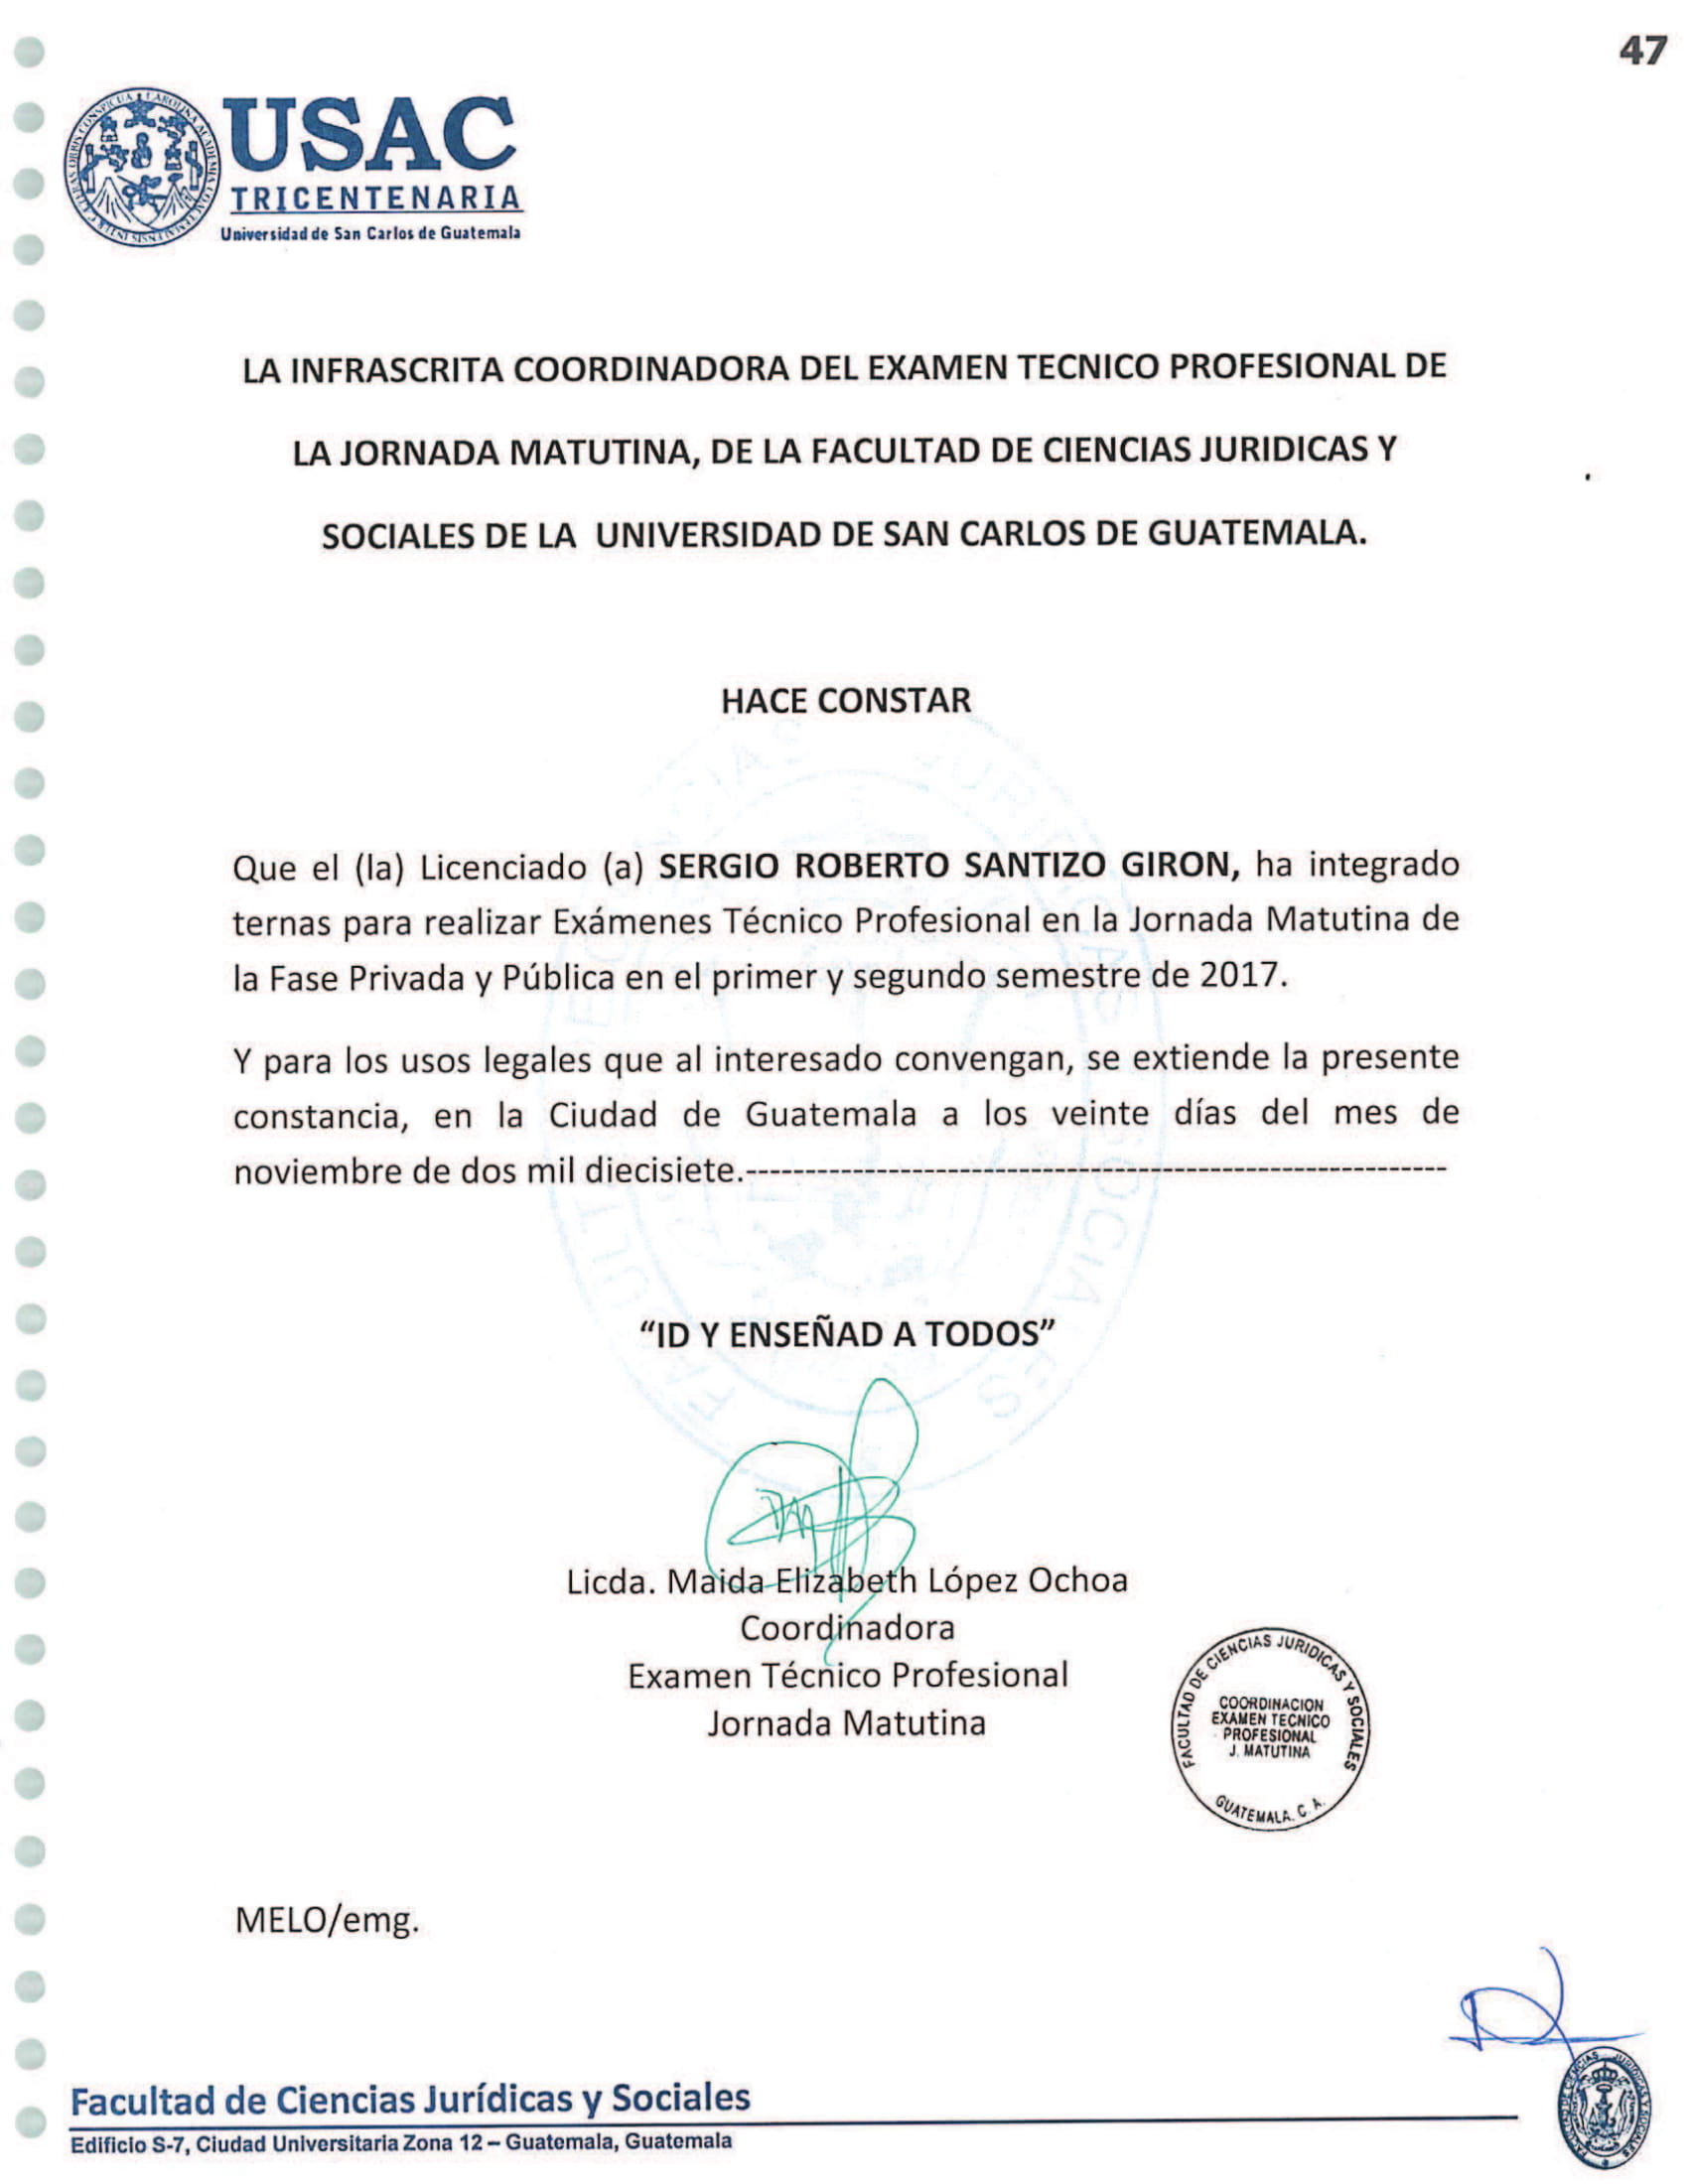 47
USAC
TRICENTENARIA
Universidad de San Carlos de Guatemala
LA INFRASCRITA COORDINADORA DEL EXAMEN TECNICO PROFESIONAL DE
LA JORNADA MATUTINA, DE LA FACULTAD DE CIENCIAS JURIDICAS Y
SOCIALES DE LA UNIVERSIDAD DE SAN CARLOS DE GUATEMALA.
HACE CONSTAR
Que el (la) Licenciado (a) SERGIO ROBERTO SANTIZO GIRON, ha integrado
ternas para realizar Exámenes Técnico Profesional en la Jornada Matutina de
la Fase Privada y Pública en el primer y segundo semestre de 2017.
Y para los usos legales que al interesado convengan, se extiende la presente
constancia, en la Ciudad de Guatemala a los veinte días del mes de
noviembre de dos mil diecisiete.-----------------------------------------------------------
“ID Y ENSEÑAD A TODOS”
Licda. Maida Elizabeth López Ochoa
Coordinadora
Examen Técnico Profesional
Jornada Matutina
FACULTAD DE CIENCIAS JURIDICAS Y SOCIALES
COORDINACION
EXAMEN TECNICO
PROFESIONAL
J. MATUTINA
GUATEMALA. C. A.
MELO/emg.
Facultad de Ciencias Jurídicas y Sociales
Edificio S-7, Ciudad Universitaria Zona 12 – Guatemala, Guatemala